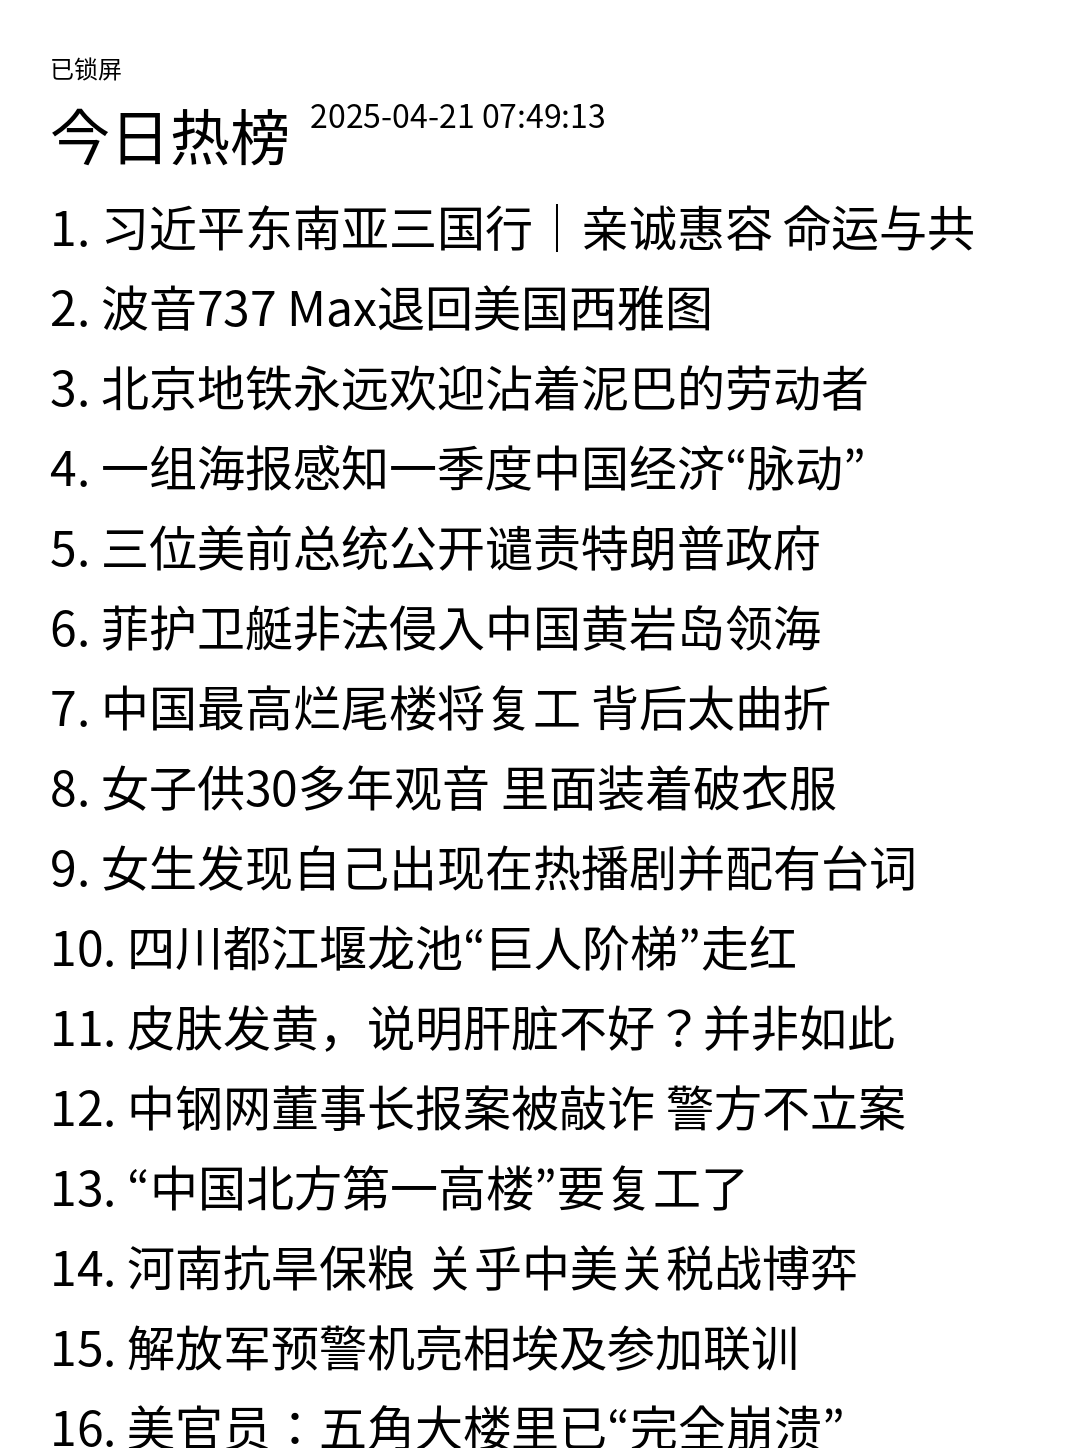 已锁屏
今日热榜 2025-04-21 07:49:13
1. 习近平东南亚三国行｜亲诚惠容 命运与共
2. 波音737 Max退回美国西雅图
3. 北京地铁永远欢迎沾着泥巴的劳动者
4. 一组海报感知一季度中国经济“脉动”
5. 三位美前总统公开谴责特朗普政府
6. 菲护卫艇非法侵入中国黄岩岛领海
7. 中国最高烂尾楼将复工 背后太曲折
8. 女子供30多年观音 里面装着破衣服
9. 女生发现自己出现在热播剧并配有台词
10. 四川都江堰龙池“巨人阶梯”走红
11. 皮肤发黄，说明肝脏不好？并非如此
12. 中钢网董事长报案被敲诈 警方不立案
13. “中国北方第一高楼”要复工了
14. 河南抗旱保粮 关乎中美关税战博弈
15. 解放军预警机亮相埃及参加联训
16. 美官员：五角大楼里已“完全崩溃”